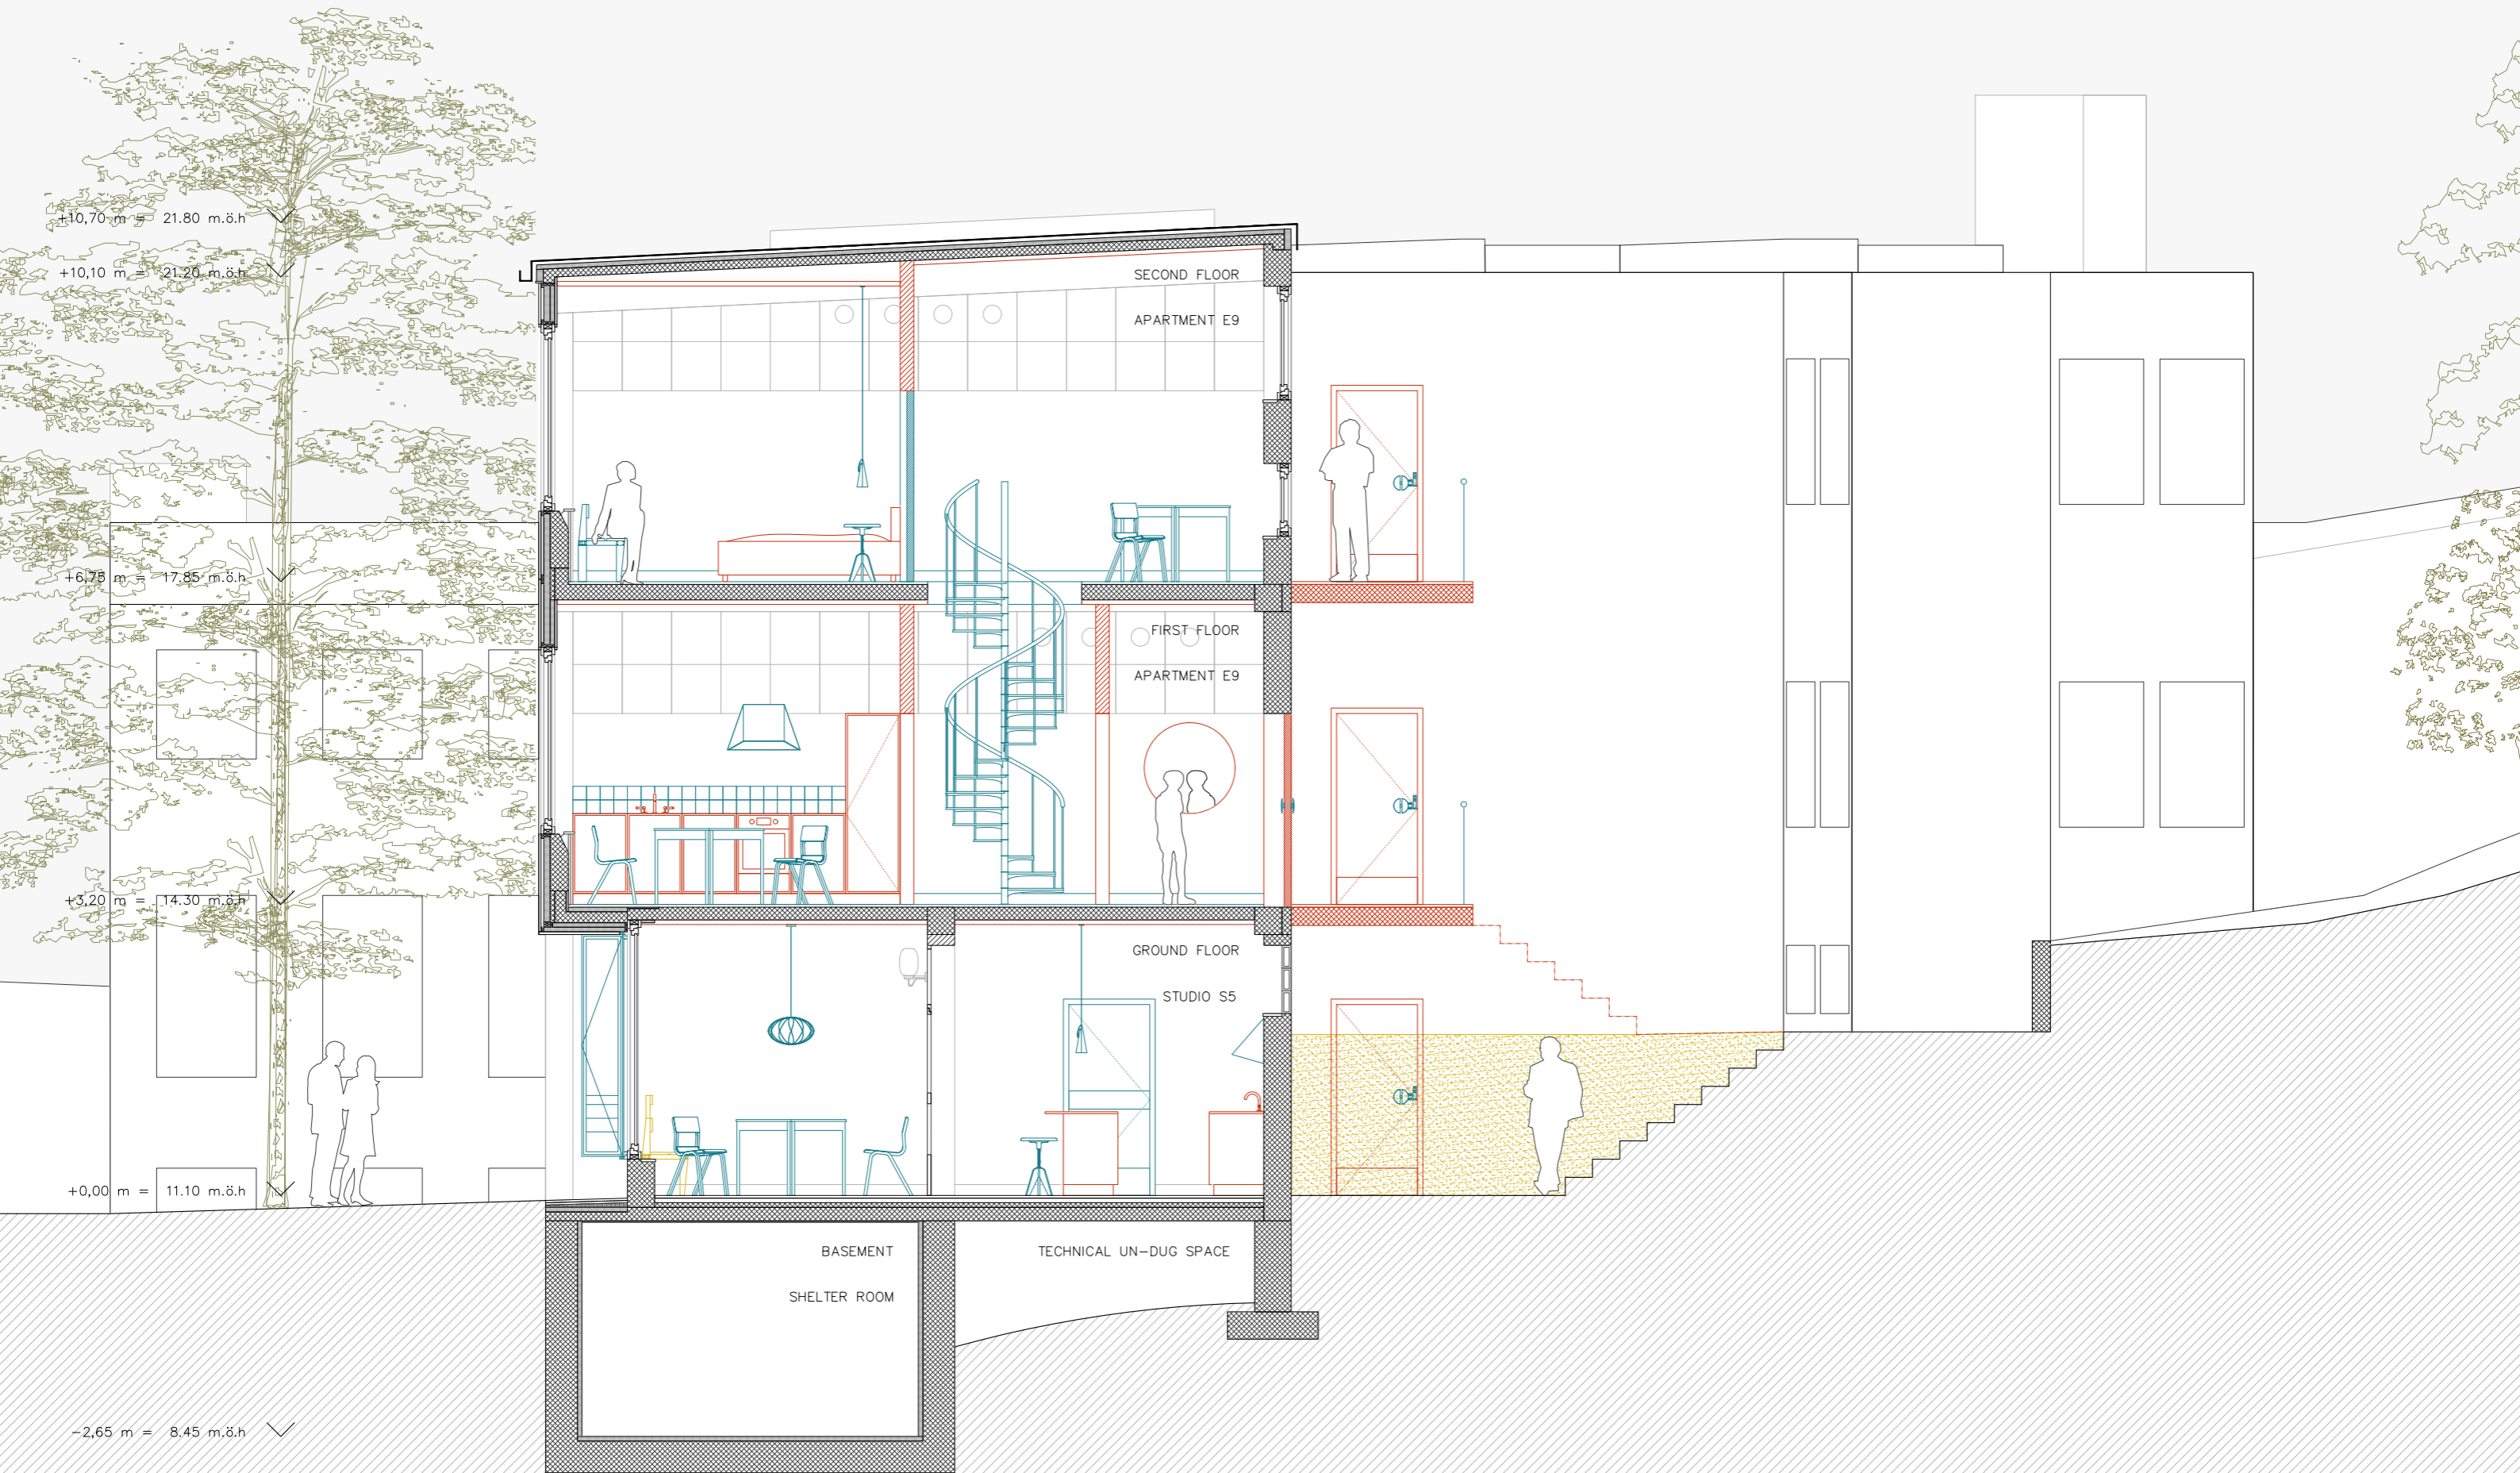 +10,70 m = 21.80 m.ö.h
+10,10 m = 21.20 m.ö.h
SECOND FLOOR
APARTMENT E9
+6,75 m = 17.85 m.ö.h
FIRST FLOOR
APARTMENT E9
+3,20 m = 14.30 m.ö.h
GROUND FLOOR
STUDIO S5
+0,00 m = 11.10 m.ö.h
BASEMENT
TECHNICAL UN-DUG SPACE
SHELTER ROOM
-2,65 m = 8.45 m.ö.h